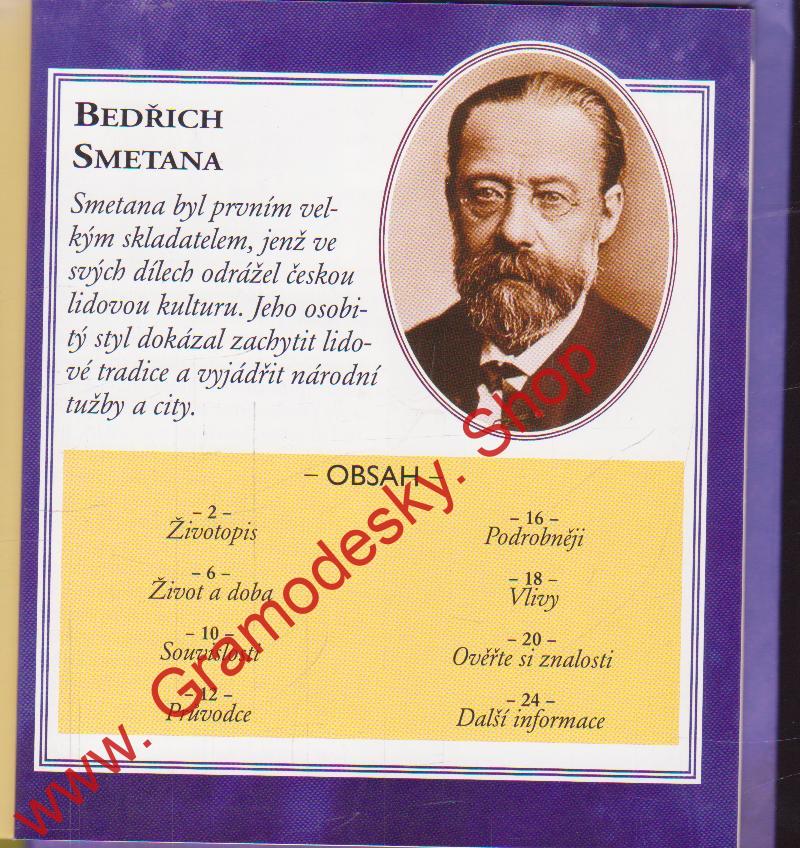 BEDŘICH
SMETANA
Smetana byl prvním vel-
kým skladatelem, jenž ve
svých dílech odrážel českou
lidovou kulturu. Jeho osobi-
tý styl dokázal zachytit lido-
vé tradice a vyjádřit národní
tužby a city.
– OBSAH –
– 2 –
Životopis
– 6 –
Život a doba
– 10 –
Souvislosti
– 12 –
Průvodce
– 16 –
Podrobněji
– 18 –
Vlivy
– 20 –
Ověřte si znalosti
– 24 –
Další informace
www. Gramodesky. Shop